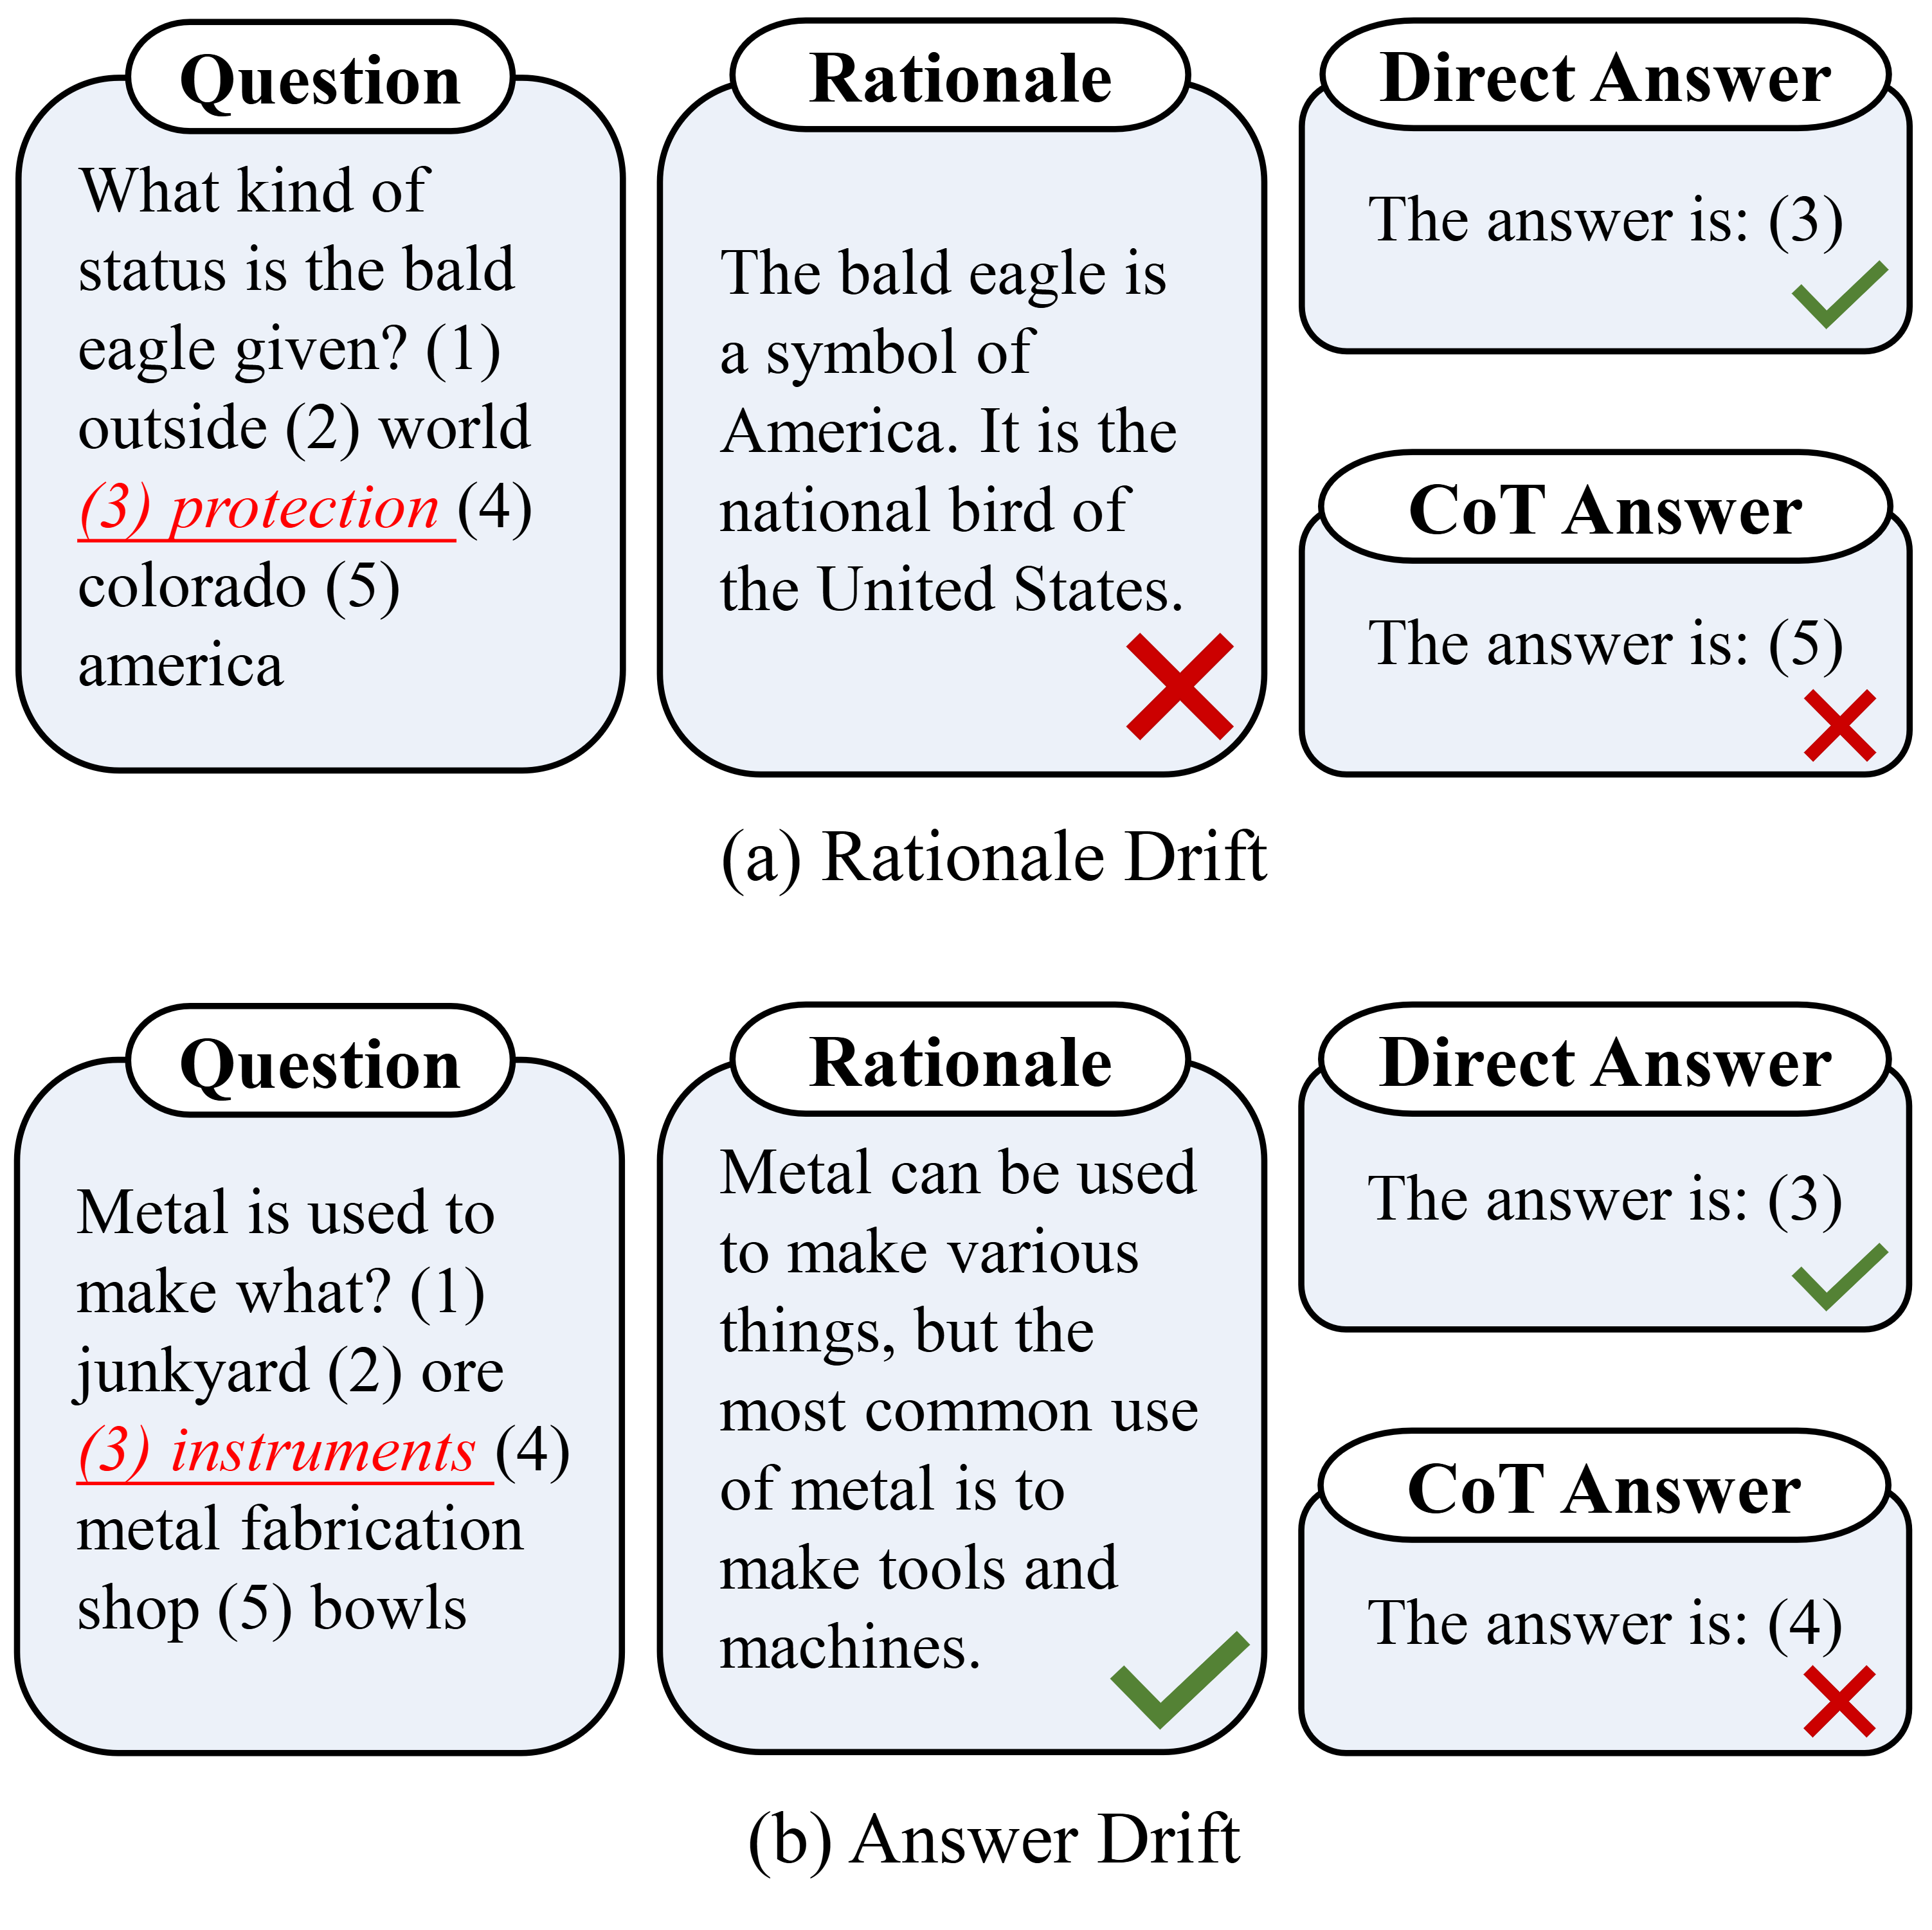 Question
What kind of
status is the bald
eagle given? (1)
outside (2) world
(3) protection (4)
colorado (5)
america
Rationale
The bald eagle is
a symbol of
America. It is the
national bird of
the United States.
Direct Answer
The answer is: (3)
CoT Answer
The answer is: (5)
(a) Rationale Drift
Question
Metal is used to
make what? (1)
junkyard (2) ore
(3) instruments (4)
metal fabrication
shop (5) bowls
Rationale
Metal can be used
to make various
things, but the
most common use
of metal is to
make tools and
machines.
Direct Answer
The answer is: (3)
CoT Answer
The answer is: (4)
(b) Answer Drift